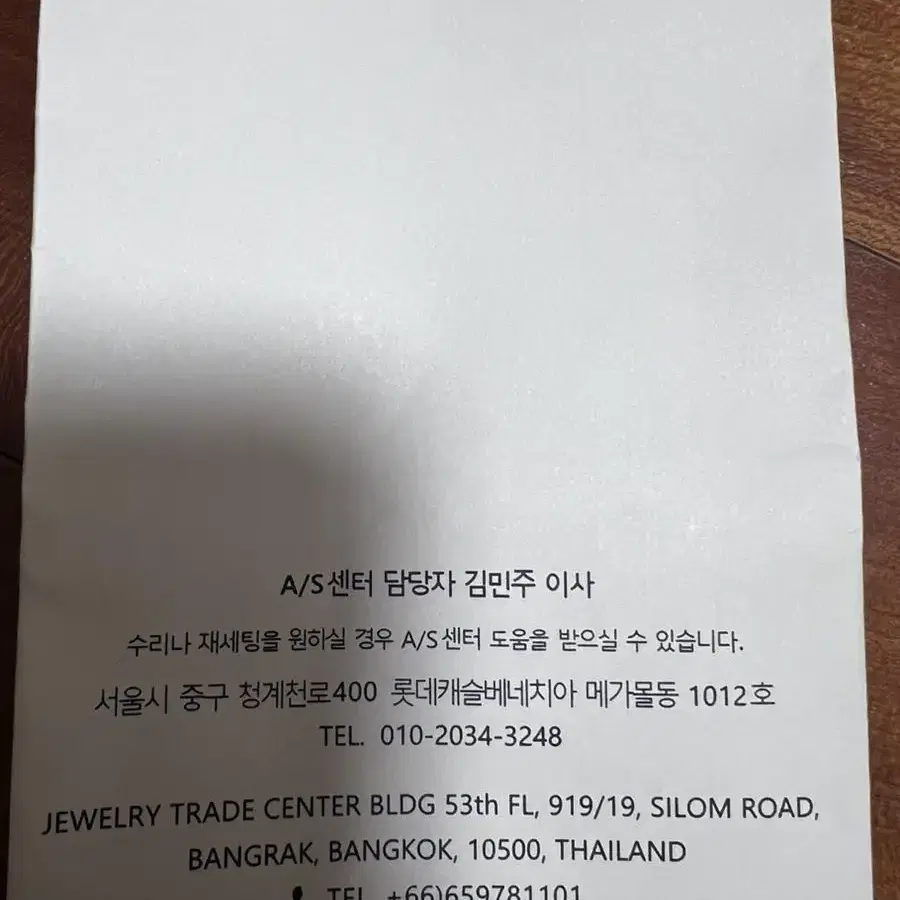 A/S센터 담당자 김민주 이사
수리나 재세팅을 원하실 경우 A/S센터 도움을 받으실 수 있습니다.
서울시 중구 청계천로400 롯데캐슬베네치아 메가몰동 1012호
TEL. 010-2034-3248
JEWELRY TRADE CENTER BLDG 53th FL, 919/19, SILOM ROAD,
BANGRAK, BANGKOK, 10500, THAILAND
TEL. +66)659781101